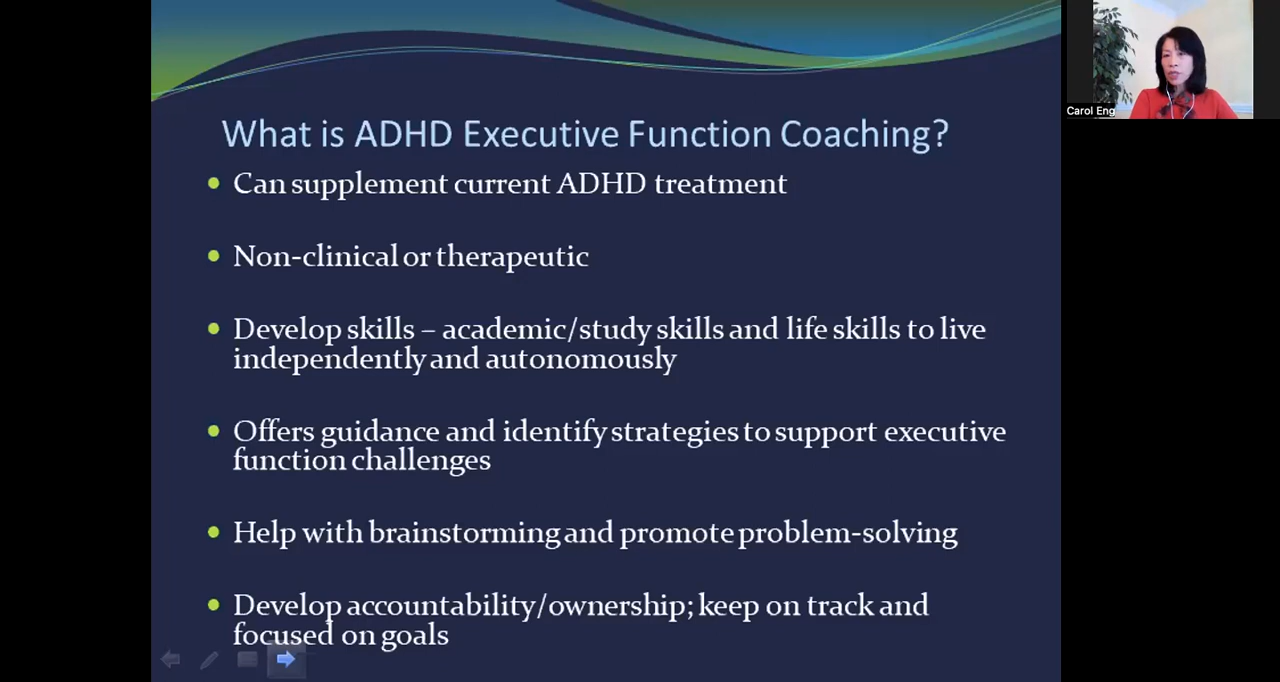 What is ADHD Executive Function Coaching?
Can supplement current ADHD treatment
Non-clinical or therapeutic
Develop skills – academic/study skills and life skills to live
independently and autonomously
Offers guidance and identify strategies to support executive
function challenges
Help with brainstorming and promote problem-solving
Develop accountability/ownership; keep on track and
focused on goals
Carol Eng